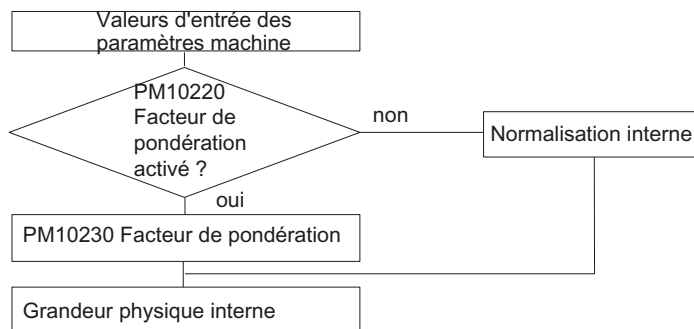 Valeurs d'entrée des
paramètres machine
PM10220
Facteur de
pondération
activé ?
non
Normalisation interne
oui
PM10230 Facteur de pondération
Grandeur physique interne